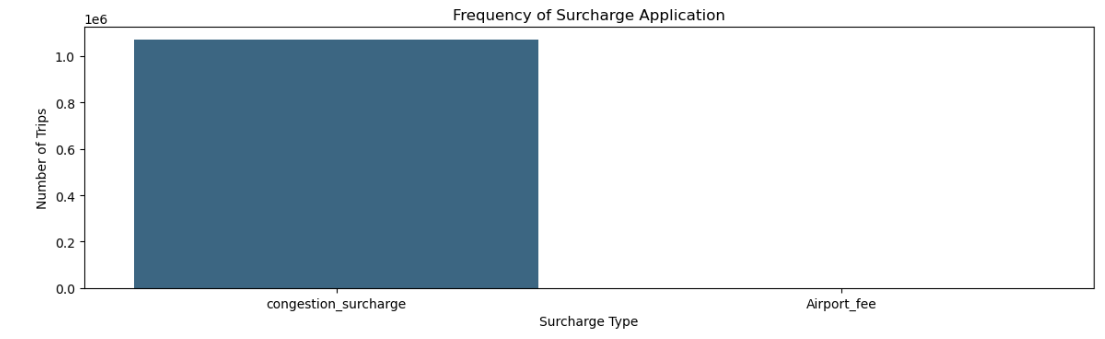 Frequency of Surcharge Application
1e6
1.0
0.8
0.6
0.4
0.2
0.0
Number of Trips
congestion_surcharge Airport_fee
Surcharge Type